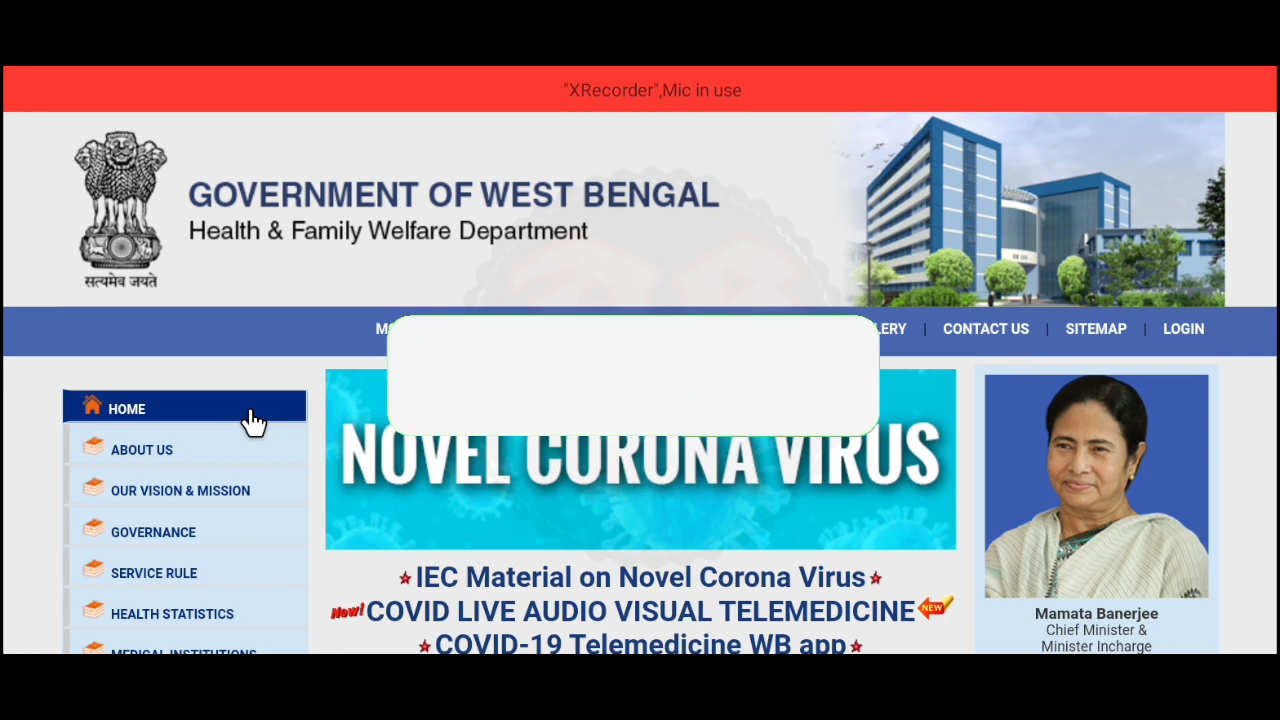 "XRecorder",Mic in use
GOVERNMENT OF WEST BENGAL
Health & Family Welfare Department
सत्यमेव जयते
CONTACT US | SITEMAP | LOGIN
HOME
ABOUT US
OUR VISION & MISSION
GOVERNANCE
SERVICE RULE
HEALTH STATISTICS
MEDICAL INSTITUTIONS
NOVEL CORONA VIRUS
IEC Material on Novel Corona Virus
New! COVID LIVE AUDIO VISUAL TELEMEDICINE NEW
COVID-19 Telemedicine WB app
Mamata Banerjee
Chief Minister &
Minister Incharge